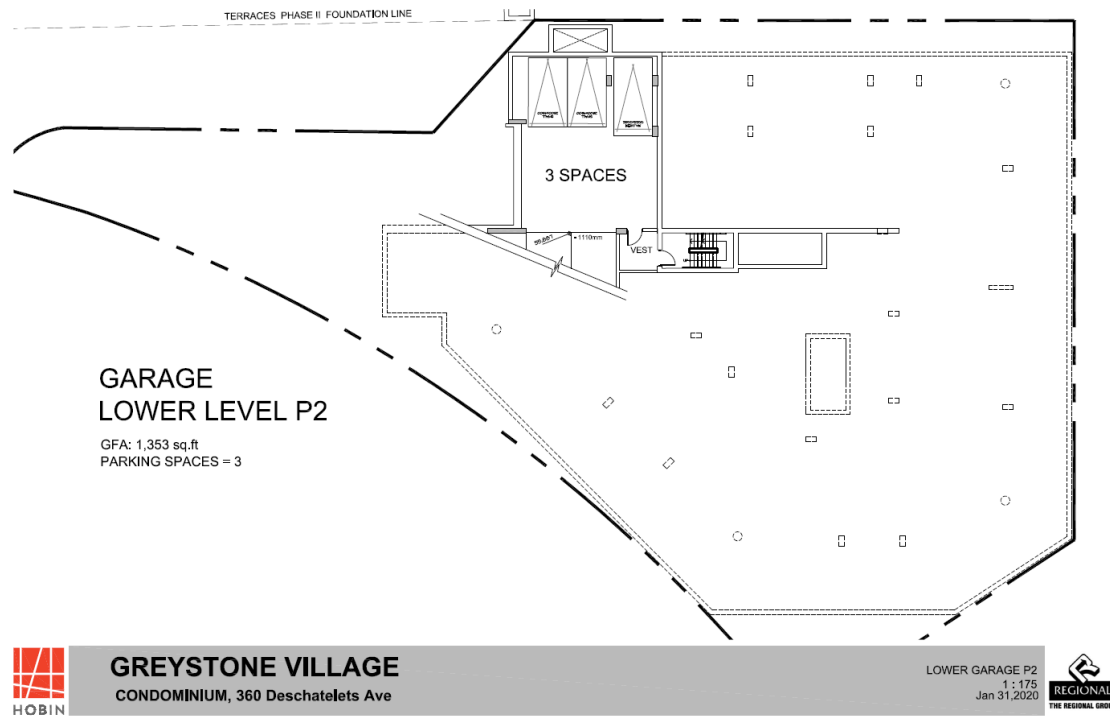 TERRACES PHASE II FOUNDATION LINE
3 SPACES
1110mm
VEST
GARAGE
LOWER LEVEL P2
GFA: 1,353 sq.ft
PARKING SPACES = 3
GREYSTONE VILLAGE
CONDOMINIUM, 360 Deschatelets Ave
LOWER GARAGE P2
1 : 175
Jan 31,2020
HOBIN
REGIONAL
THE REGIONAL GROUP